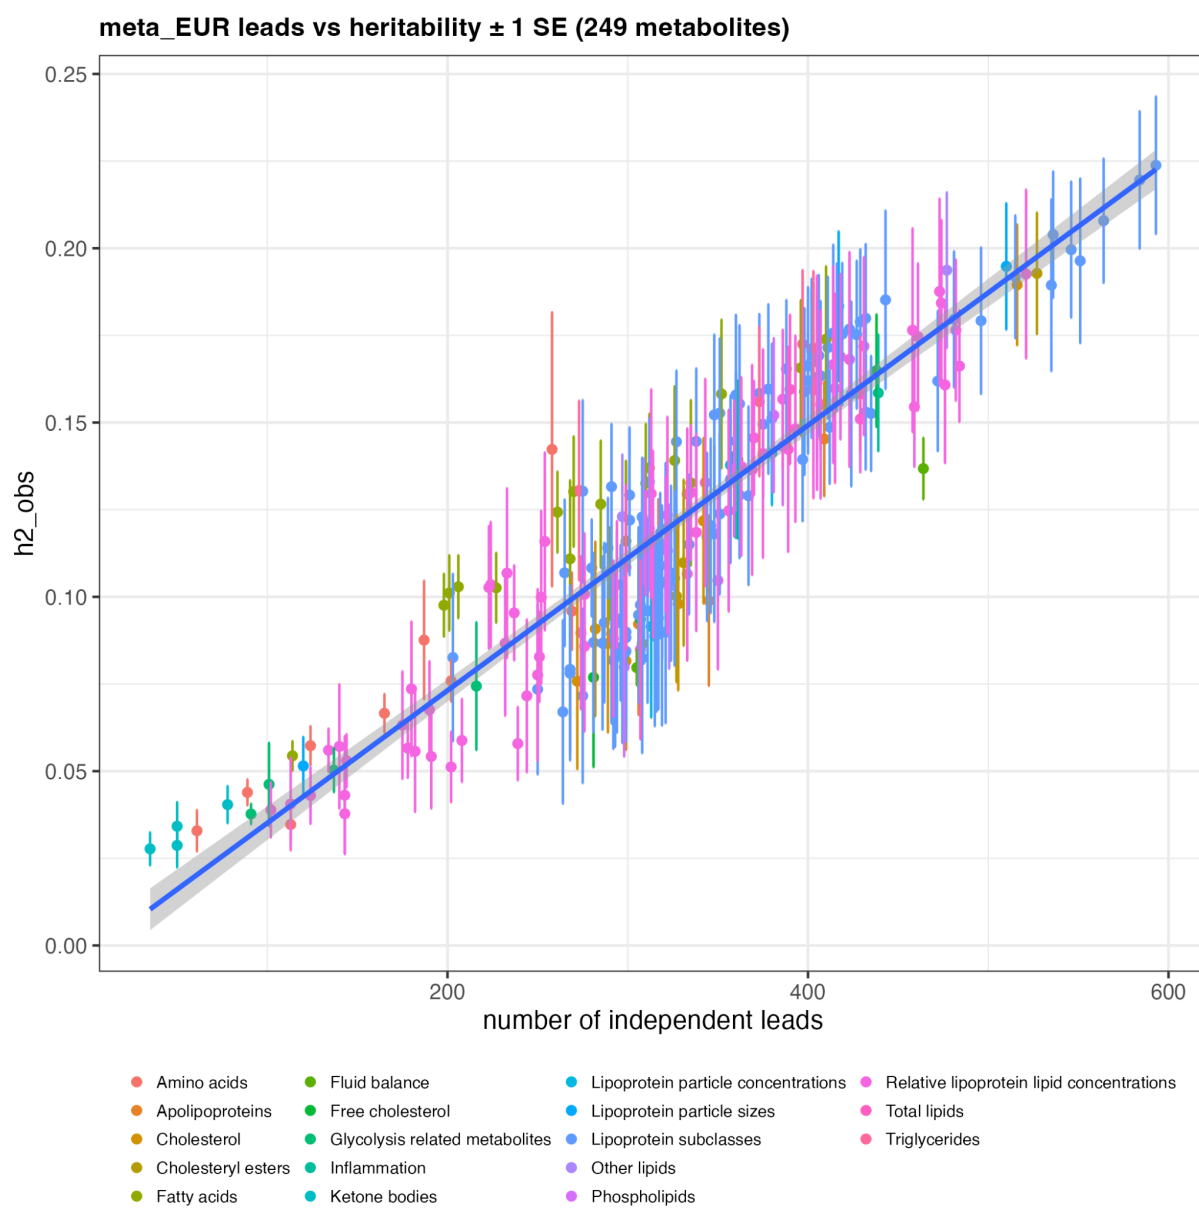 meta_EUR leads vs heritability ± 1 SE (249 metabolites)
0.25
0.20
0.15
0.10
0.05
0.00
h2_obs
200 400 600
number of independent leads
Amino acids
Apolipoproteins
Cholesterol
Cholesteryl esters
Fatty acids
Fluid balance
Free cholesterol
Glycolysis related metabolites
Inflammation
Ketone bodies
Lipoprotein particle concentrations
Lipoprotein particle sizes
Lipoprotein subclasses
Other lipids
Phospholipids
Relative lipoprotein lipid concentrations
Total lipids
Triglycerides